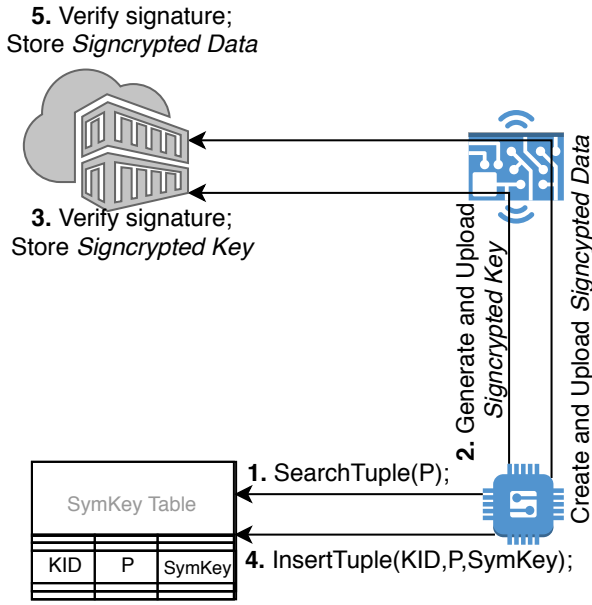 5. Verify signature;
Store Signcrypted Data
3. Verify signature;
Store Signcrypted Key
2. Generate and Upload
Signcrypted Key
Create and Upload Signcypted Data
1. SearchTuple(P);
SymKey Table
KID P SymKey
4. InsertTuple(KID,P,SymKey);